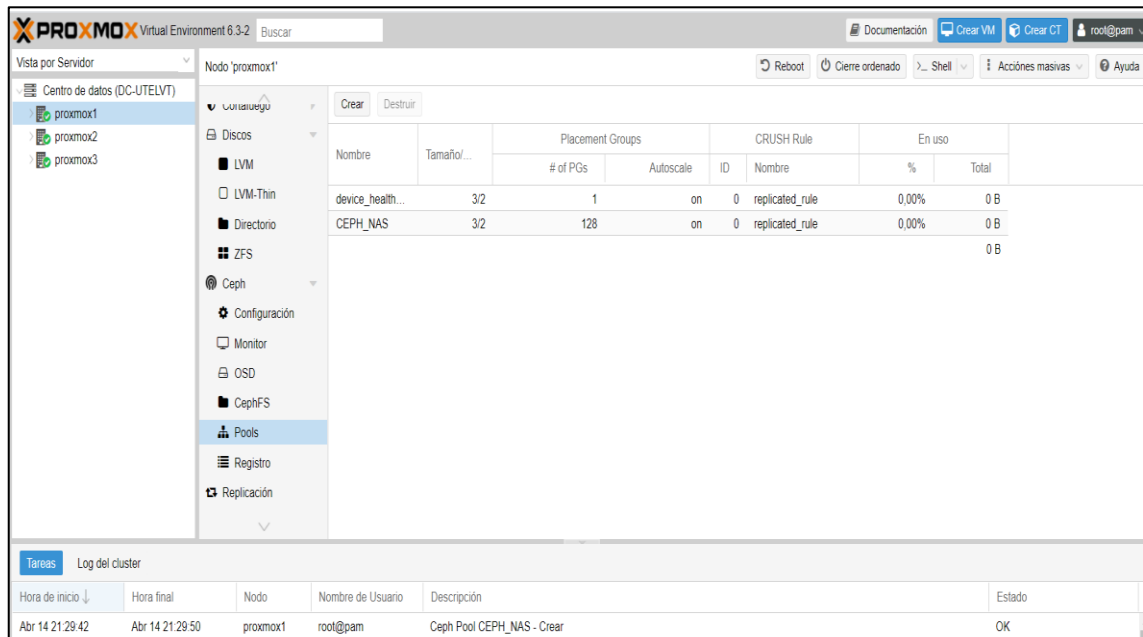 PROXMOX Virtual Environment 6.3-2 Buscar Documentación Crear VM Crear CT root@pam
Vista por Servidor
Centro de datos (DC-UTELVT)
proxmox1
proxmox2
proxmox3
Nodo 'proxmox1' Reboot Cierre ordenado >_ Shell Acciónes masivas Ayuda
Cortafuego
Discos
LVM
LVM-Thin
Directorio
ZFS
Ceph
Configuración
Monitor
OSD
CephFS
Pools
Registro
Replicación
Crear Destruir
Nombre Tamaño/... Placement Groups CRUSH Rule En uso
# of PGs Autoscale ID Nombre % Total
device_health... 3/2 1 on 0 replicated_rule 0,00% 0 B
CEPH_NAS 3/2 128 on 0 replicated_rule 0,00% 0 B
0 B
Tareas Log del cluster
Hora de inicio Hora final Nodo Nombre de Usuario Descripción Estado
Abr 14 21:29:42 Abr 14 21:29:50 proxmox1 root@pam Ceph Pool CEPH_NAS - Crear OK